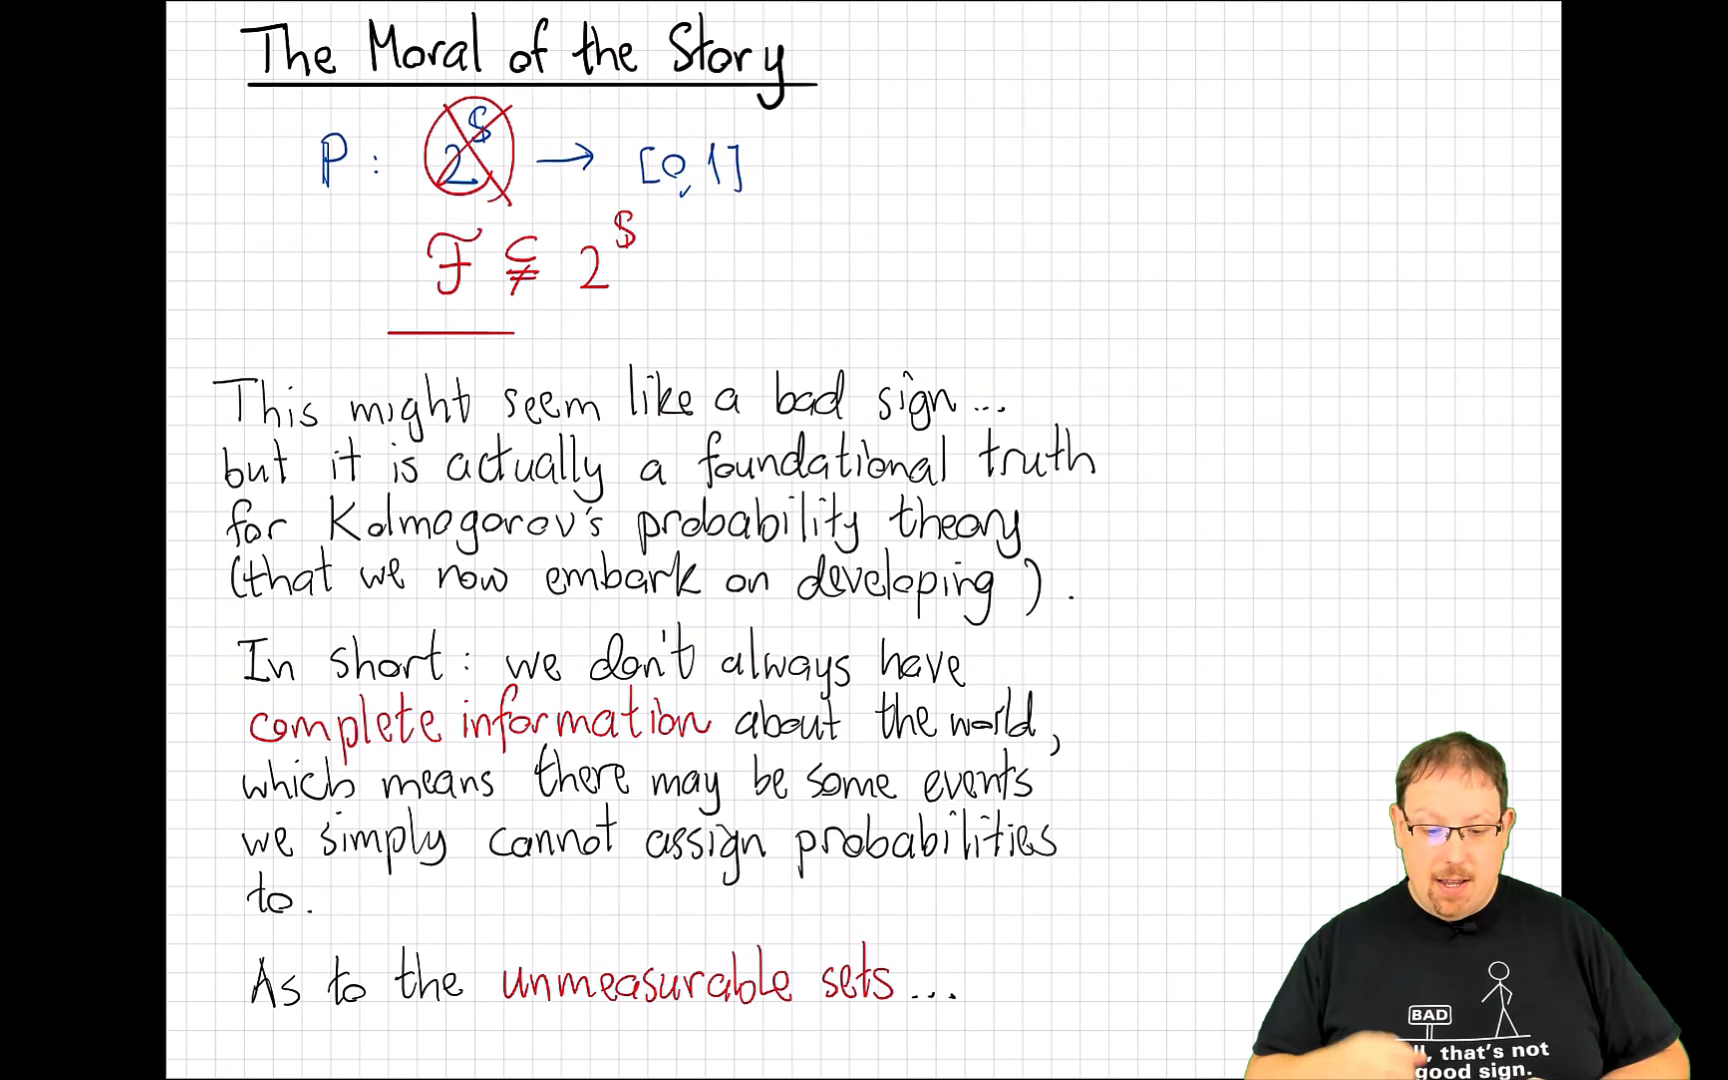 The Moral of the Story
P: 2^S → [0,1]
F ⊊ 2^S
This might seem like a bad sign...
but it is actually a foundational truth
for Kolmogorov's probability theory
(that we now embark on developing).
In short: we don't always have
complete information about the world,
which means there may be some events
we simply cannot assign probabilities
to.
As to the unmeasurable sets...
BAD
, that's not
good sign.